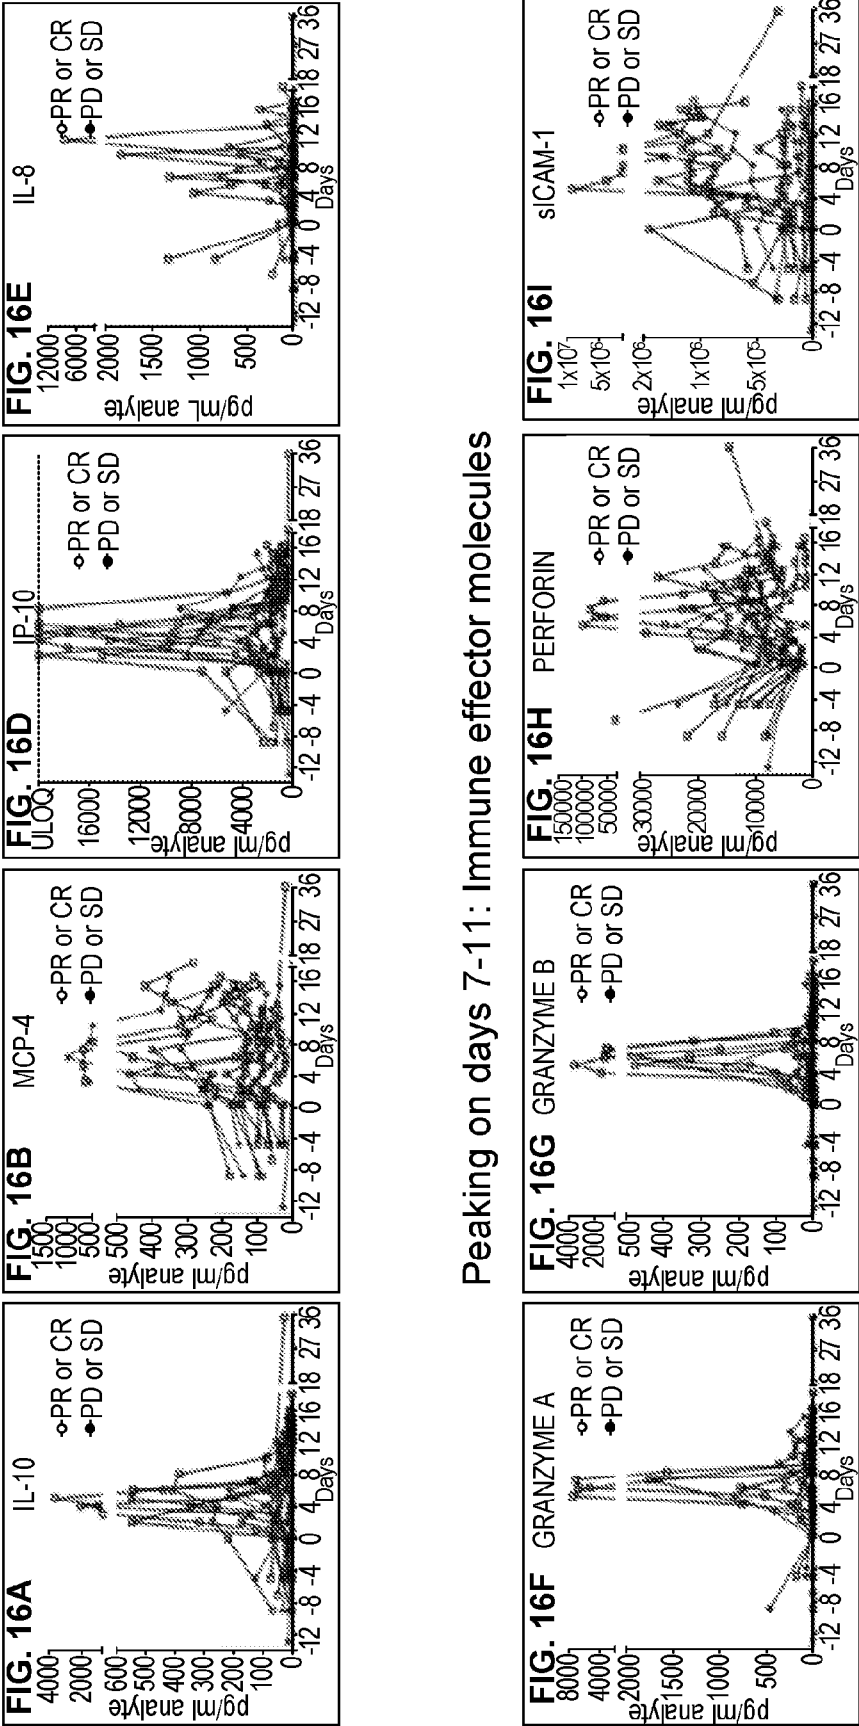 FIG. 16A
IL-10
4000
2000
600
500
400
300
200
100
0
pg/ml analyte
PR or CR
PD or SD
-12 -8 -4 0 4 8 12 16 18 27 36
Days
FIG. 16B
MCP-4
1500
1000
500
500
400
300
200
100
0
pg/ml analyte
PR or CR
PD or SD
-12 -8 -4 0 4 8 12 16 18 27 36
Days
FIG. 16D
IP-10
ULOQ
16000
12000
8000
4000
0
pg/ml analyte
PR or CR
PD or SD
-12 -8 -4 0 4 8 12 16 18 27 36
Days
FIG. 16E
IL-8
12000
6000
2000
1500
1000
500
0
pg/mL analyte
PR or CR
PD or SD
-12 -8 -4 0 4 8 12 16 18 27 36
Days
Peaking on days 7-11: Immune effector molecules
FIG. 16F
GRANZYME A
8000
4000
2000
1500
1000
500
0
pg/ml analyte
PR or CR
PD or SD
-12 -8 -4 0 4 8 12 16 18 27 36
Days
FIG. 16G
GRANZYME B
4000
2000
500
400
300
200
100
0
pg/ml analyte
PR or CR
PD or SD
-12 -8 -4 0 4 8 12 16 18 27 36
Days
FIG. 16H
PERFORIN
150000
100000
50000
30000
20000
10000
0
pg/ml analyte
PR or CR
PD or SD
-12 -8 -4 0 4 8 12 16 18 27 36
Days
FIG. 16I
sICAM-1
1x10⁷
5x10⁶
2x10⁶
1x10⁶
5x10⁵
0
pg/ml analyte
PR or CR
PD or SD
-12 -8 -4 0 4 8 12 16 18 27 36
Days